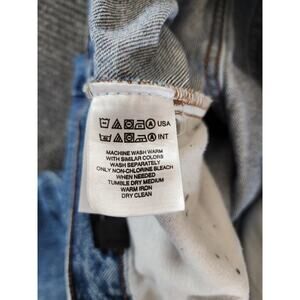 USA
INT
MACHINE WASH WARM
WITH SIMILAR COLORS
WASH SEPARATELY
ONLY NON-CHLORINE BLEACH
WHEN NEEDED
TUMBLE DRY MEDIUM
WARM IRON
DRY CLEAN